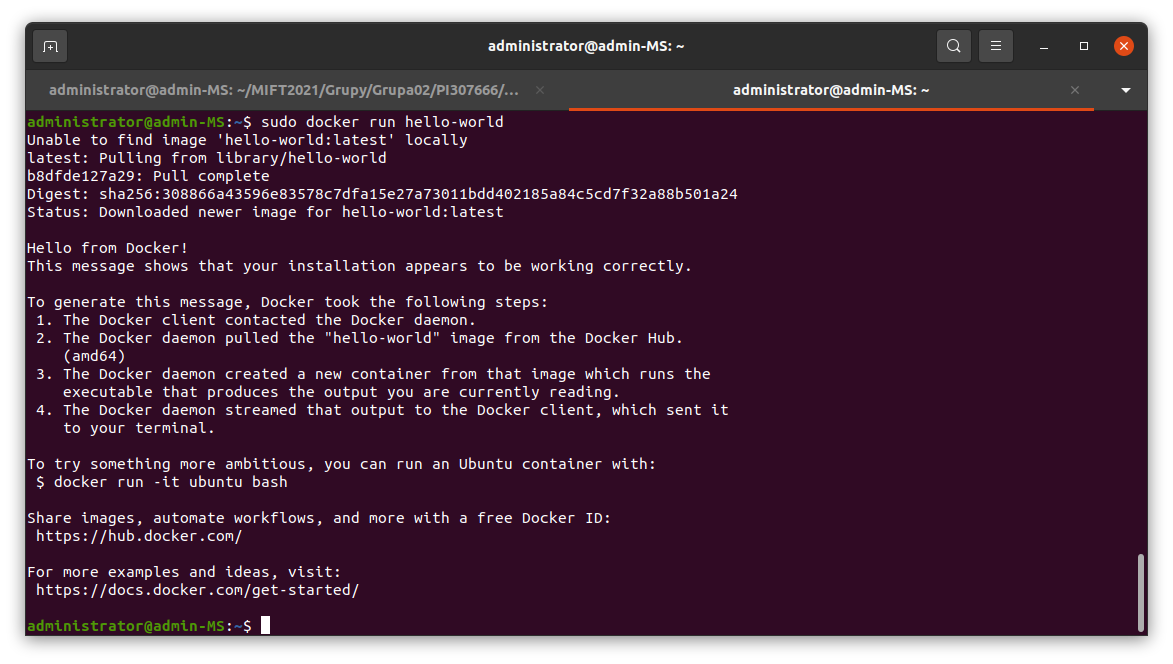 administrator@admin-MS: ~
administrator@admin-MS: ~/MIFT2021/Grupy/Grupa02/PI307666/...
administrator@admin-MS: ~
administrator@admin-MS:~$ sudo docker run hello-world
Unable to find image 'hello-world:latest' locally
latest: Pulling from library/hello-world
b8dfde127a29: Pull complete
Digest: sha256:308866a43596e83578c7dfa15e27a73011bdd402185a84c5cd7f32a88b501a24
Status: Downloaded newer image for hello-world:latest
Hello from Docker!
This message shows that your installation appears to be working correctly.
To generate this message, Docker took the following steps:
1. The Docker client contacted the Docker daemon.
2. The Docker daemon pulled the "hello-world" image from the Docker Hub.
(amd64)
3. The Docker daemon created a new container from that image which runs the
executable that produces the output you are currently reading.
4. The Docker daemon streamed that output to the Docker client, which sent it
to your terminal.
To try something more ambitious, you can run an Ubuntu container with:
$ docker run -it ubuntu bash
Share images, automate workflows, and more with a free Docker ID:
https://hub.docker.com/
For more examples and ideas, visit:
https://docs.docker.com/get-started/
administrator@admin-MS:~$